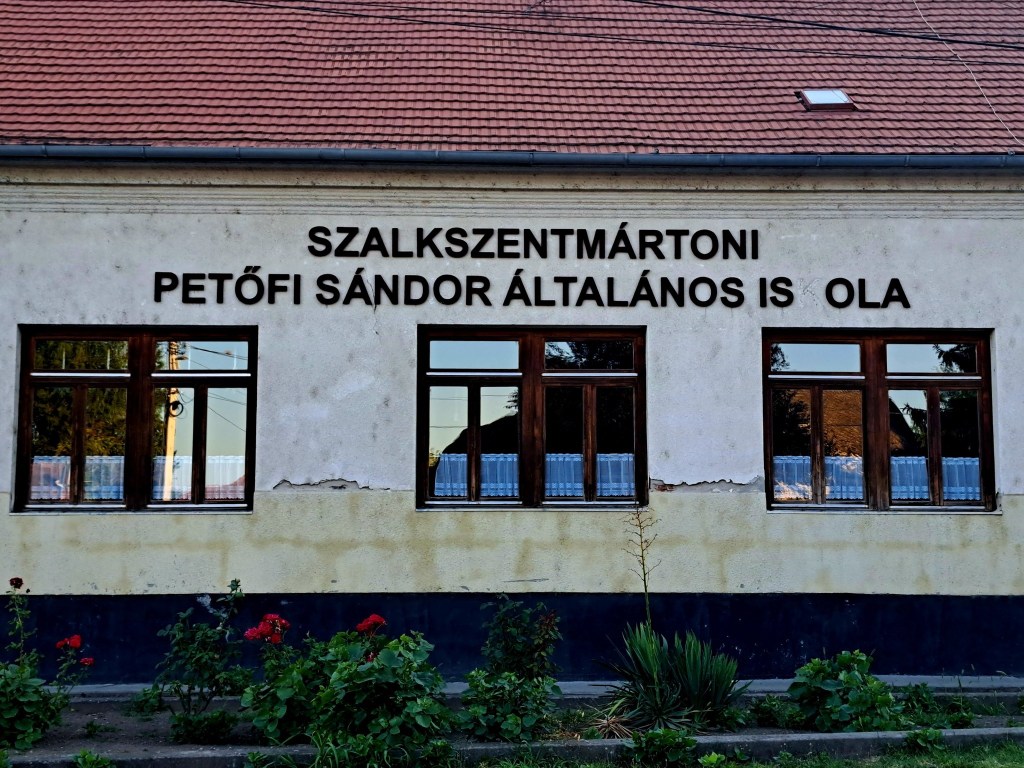 SZALKSZENTMÁRTONI
PETŐFI SÁNDOR ÁLTALÁNOS IS OLA